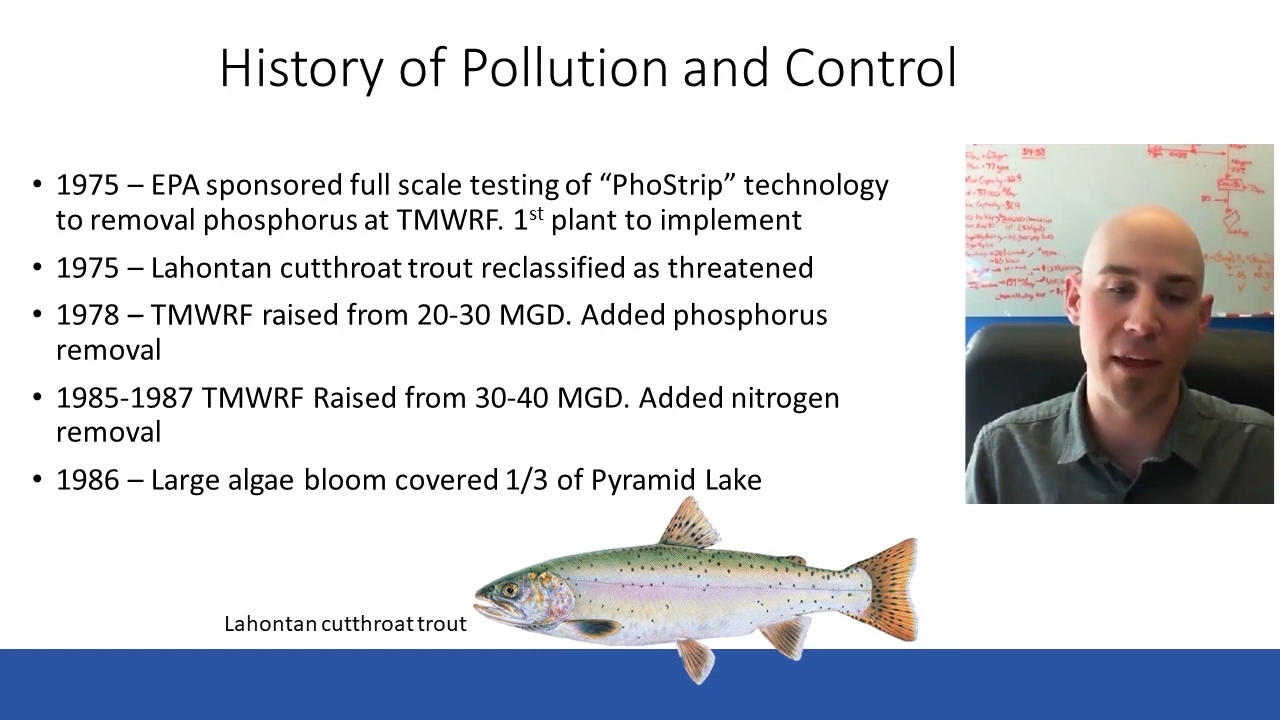 History of Pollution and Control
• 1975 – EPA sponsored full scale testing of “PhoStrip” technology
to removal phosphorus at TMWRF. 1st plant to implement
• 1975 – Lahontan cutthroat trout reclassified as threatened
• 1978 – TMWRF raised from 20-30 MGD. Added phosphorus
removal
• 1985-1987 TMWRF Raised from 30-40 MGD. Added nitrogen
removal
• 1986 – Large algae bloom covered 1/3 of Pyramid Lake
Lahontan cutthroat trout